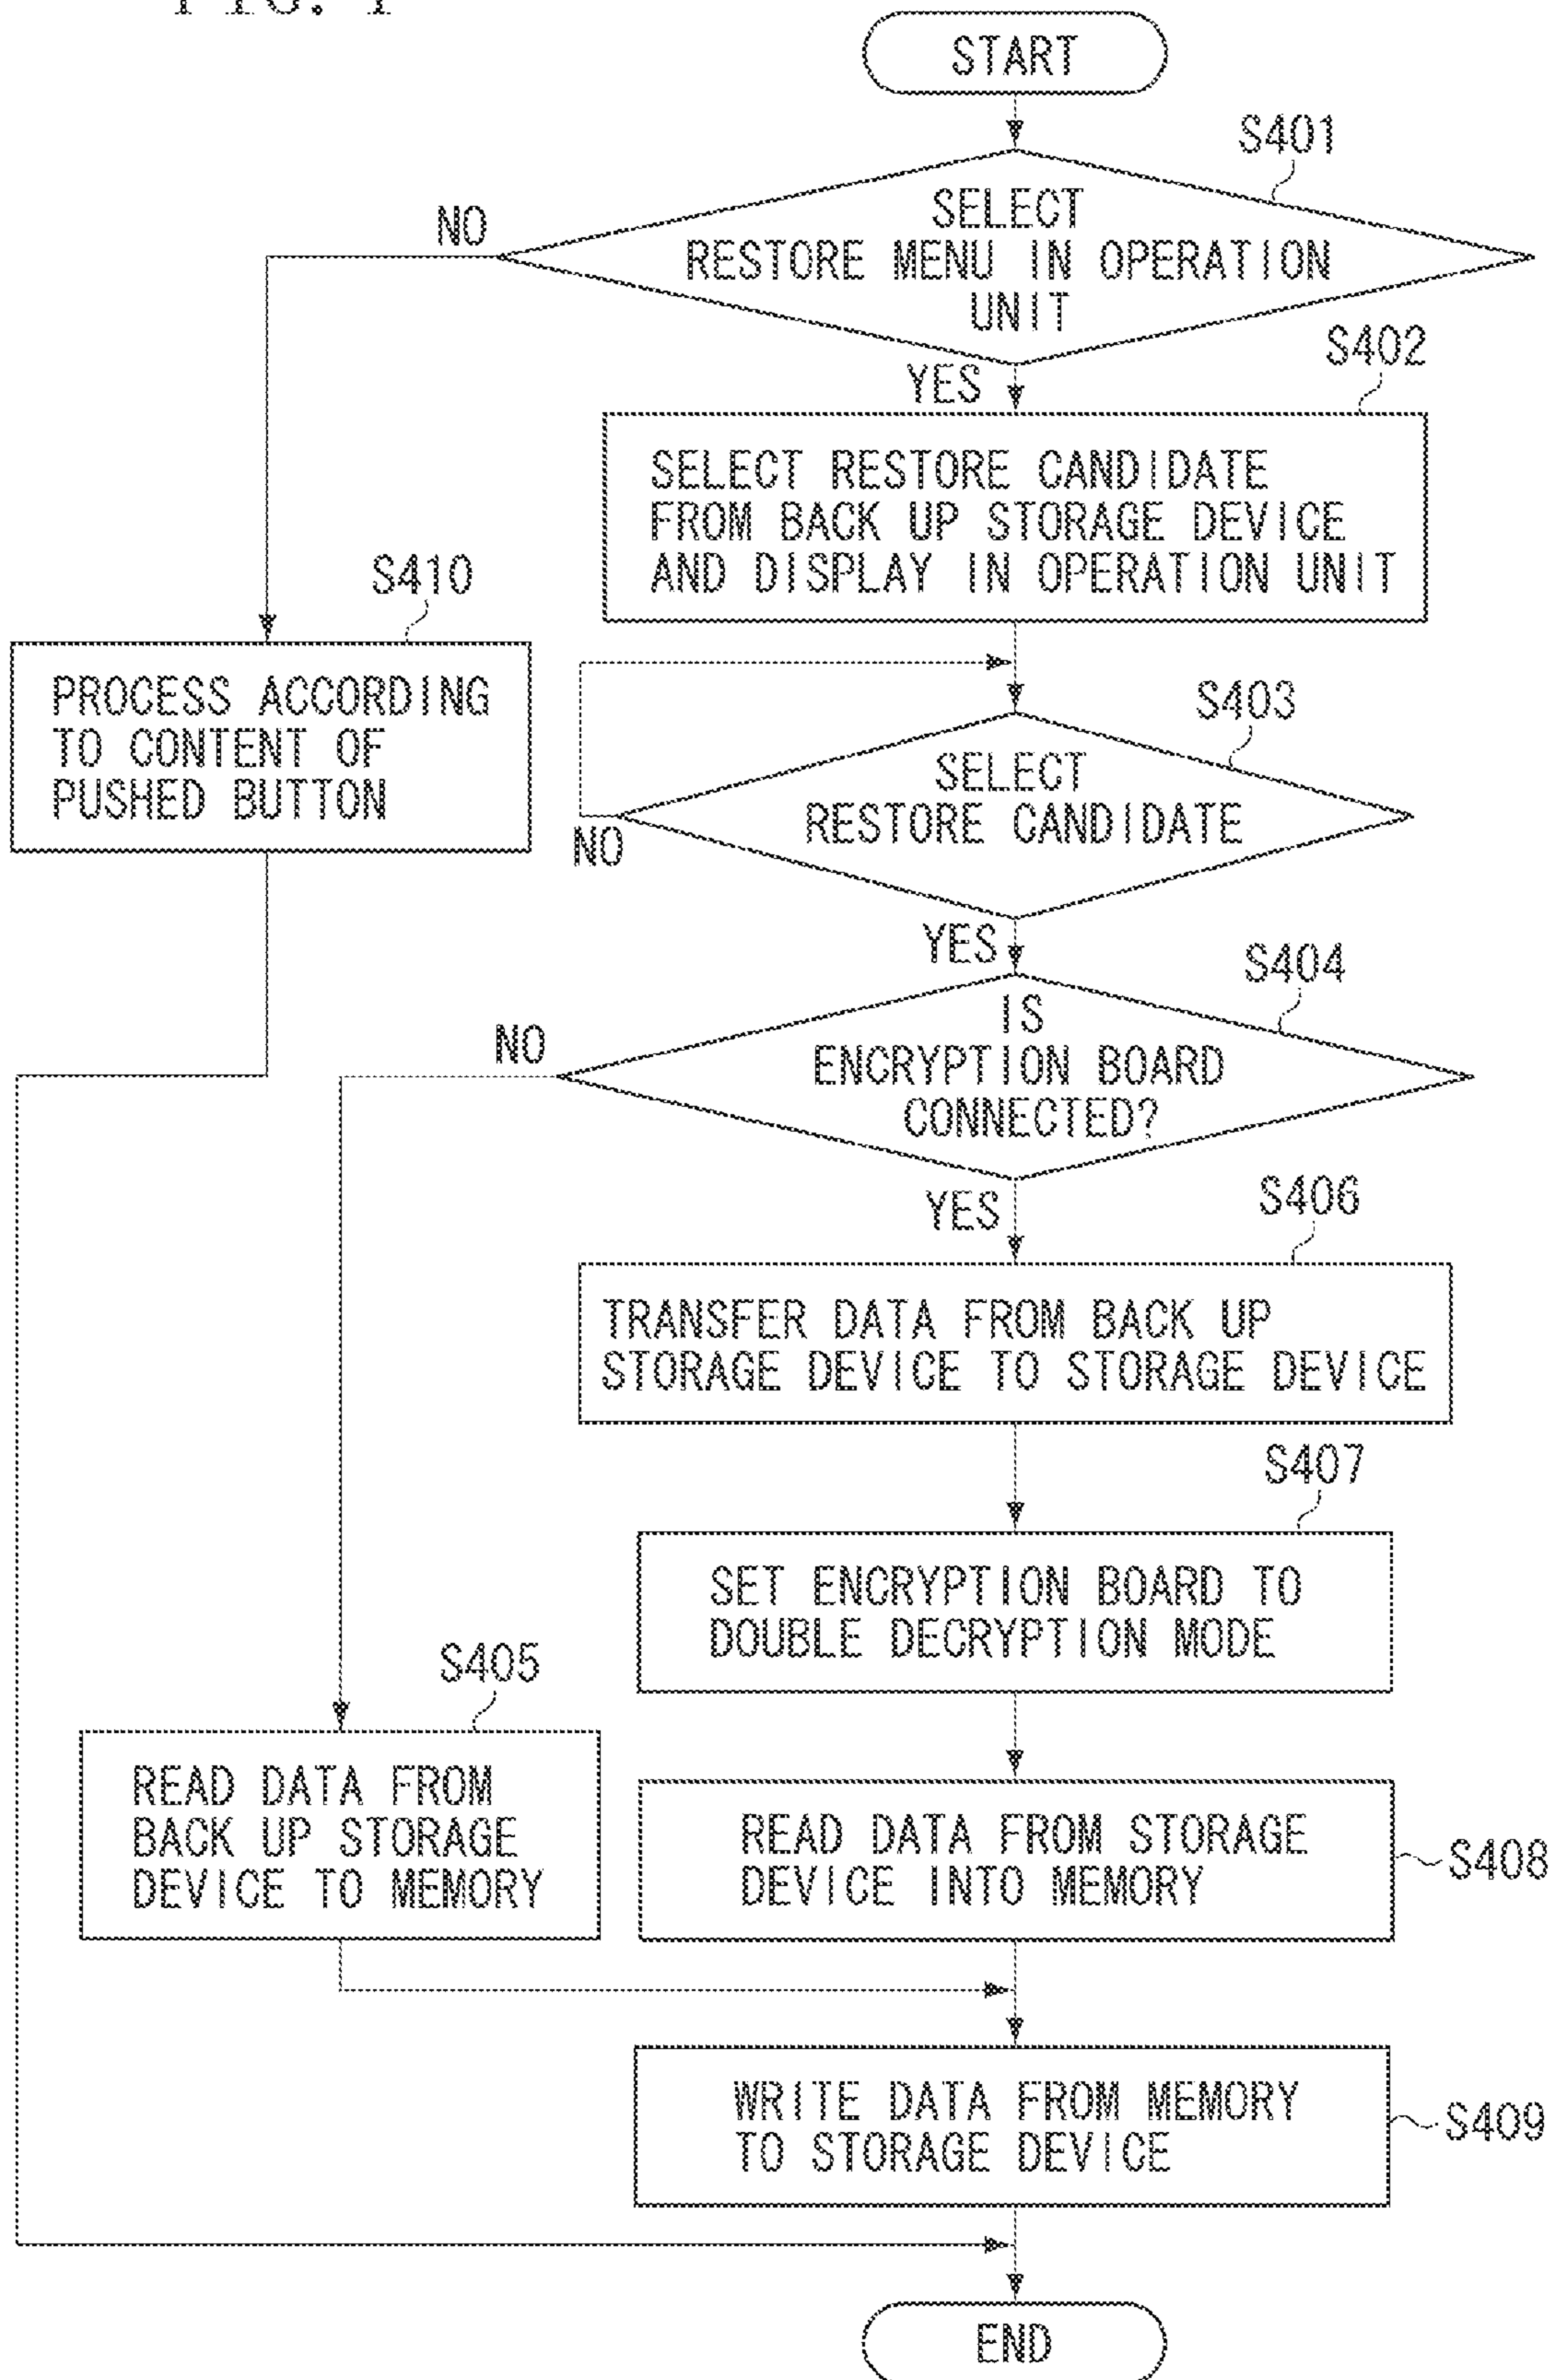 START
S401
SELECT
RESTORE MENU IN OPERATION
UNIT
NO
YES
S402
SELECT RESTORE CANDIDATE
FROM BACK UP STORAGE DEVICE
AND DISPLAY IN OPERATION UNIT
S410
PROCESS ACCORDING
TO CONTENT OF
PUSHED BUTTON
S403
SELECT
RESTORE CANDIDATE
NO
YES
S404
IS
ENCRYPTION BOARD
CONNECTED?
NO
YES
S406
TRANSFER DATA FROM BACK UP
STORAGE DEVICE TO STORAGE DEVICE
S407
SET ENCRYPTION BOARD TO
DOUBLE DECRYPTION MODE
S405
READ DATA FROM
BACK UP STORAGE
DEVICE TO MEMORY
READ DATA FROM STORAGE
DEVICE INTO MEMORY
S408
WRITE DATA FROM MEMORY
TO STORAGE DEVICE
S409
END